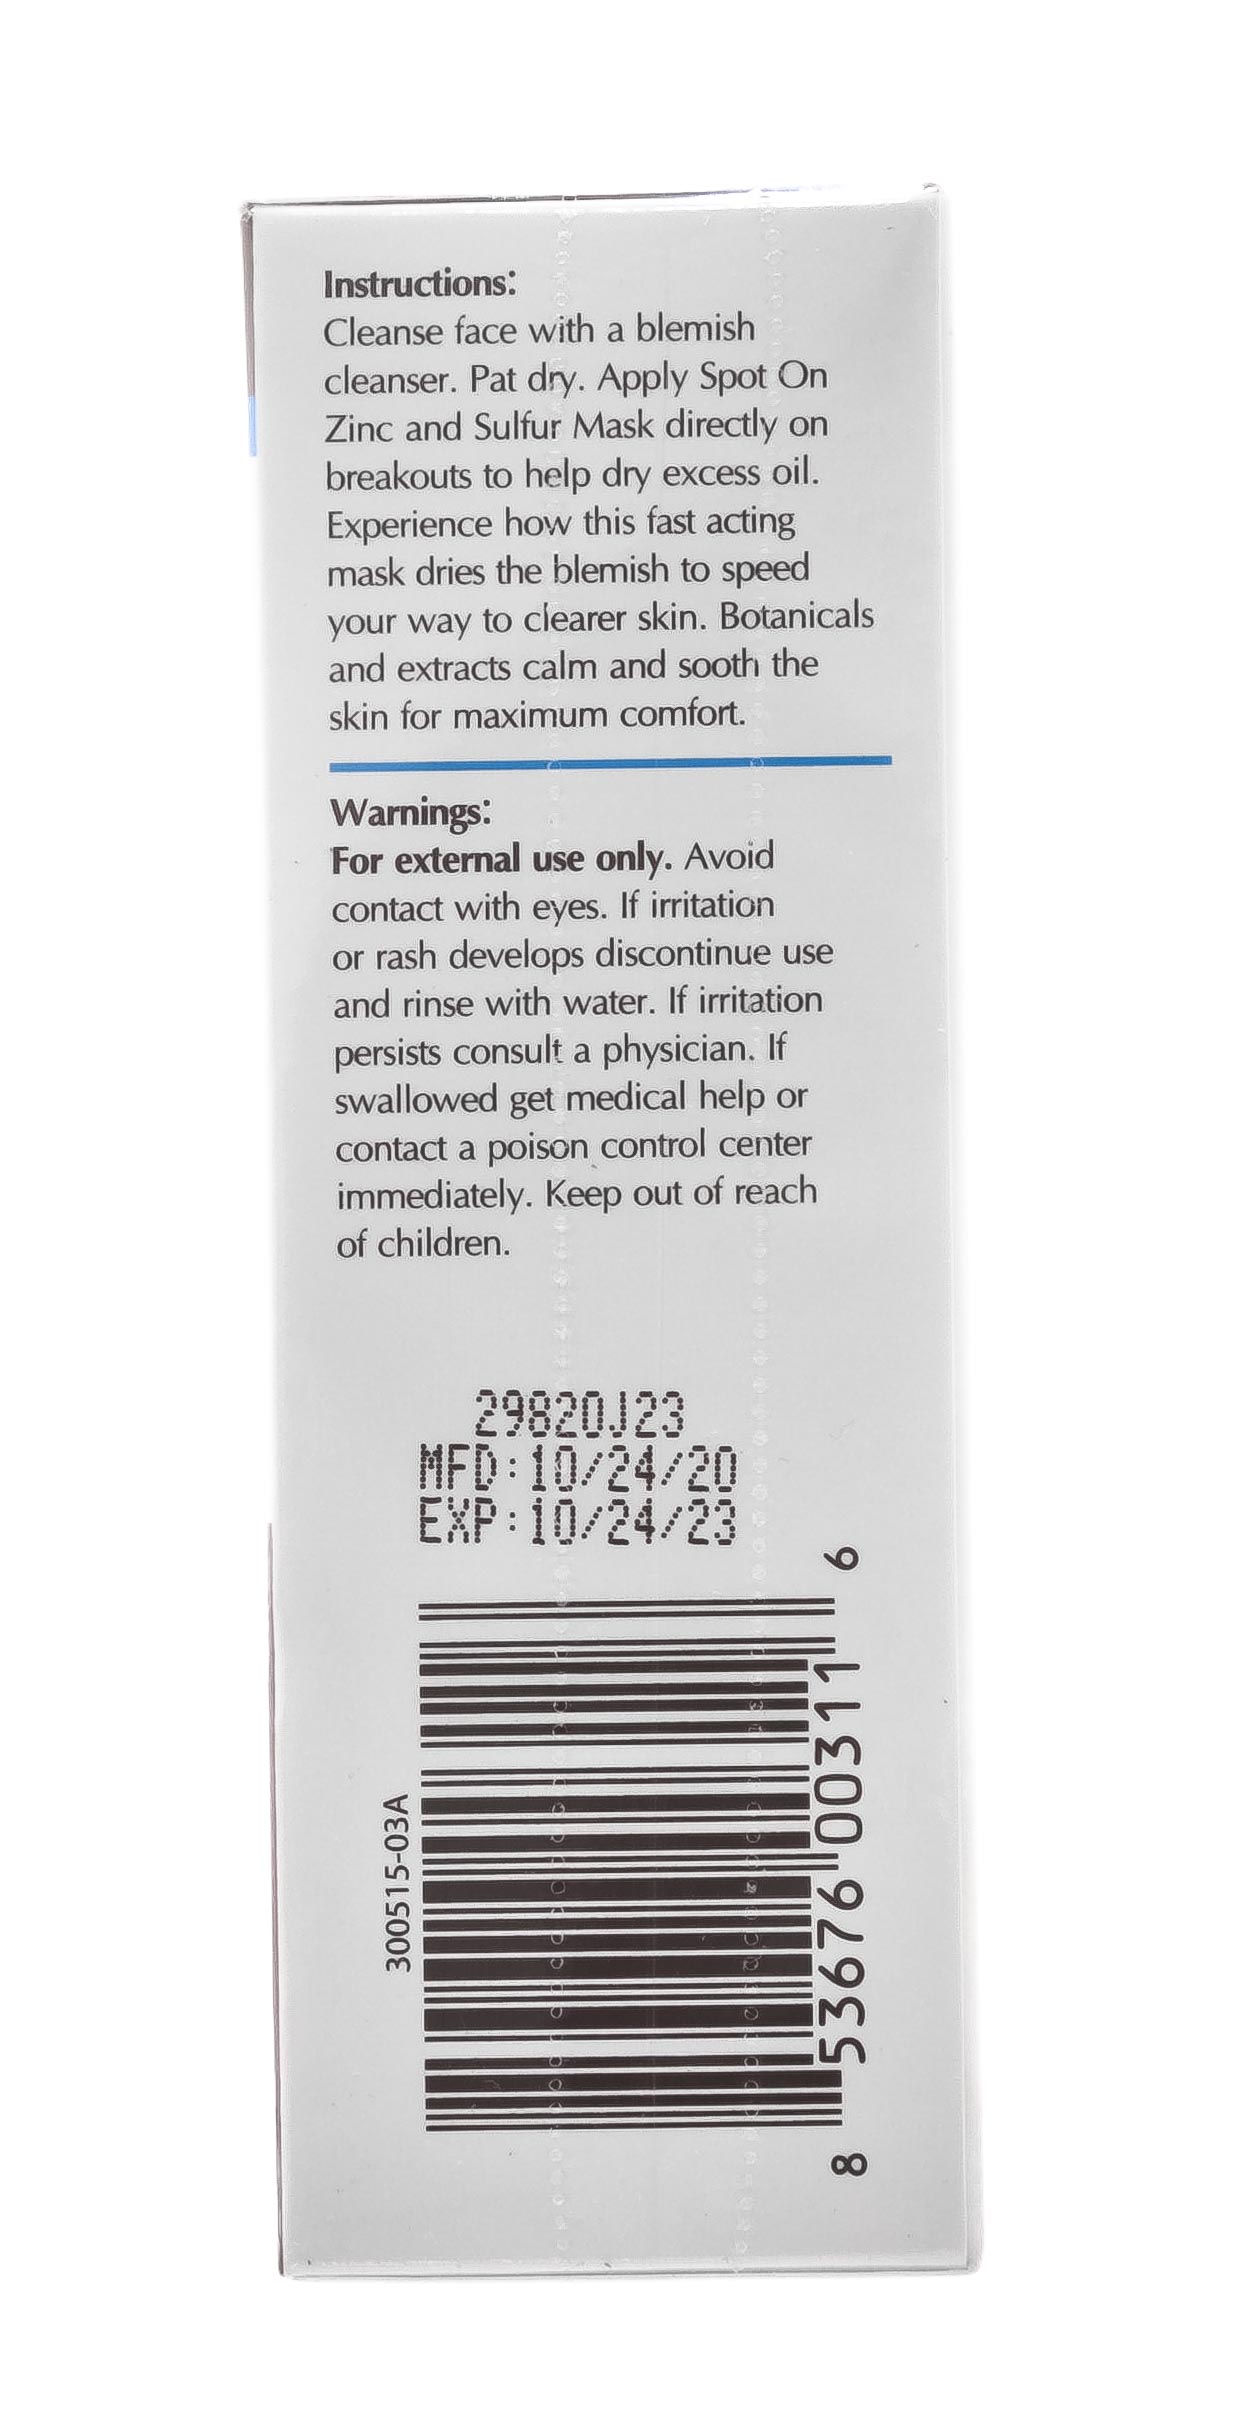 Instructions:
Cleanse face with a blemish
cleanser. Pat dry. Apply Spot On
Zinc and Sulfur Mask directly on
breakouts to help dry excess oil.
Experience how this fast acting
mask dries the blemish to speed
your way to clearer skin. Botanicals
and extracts calm and sooth the
skin for maximum comfort.
Warnings:
For external use only. Avoid
contact with eyes. If irritation
or rash develops discontinue use
and rinse with water. If irritation
persists consult a physician. If
swallowed get medical help or
contact a poison control center
immediately. Keep out of reach
of children.
29820J23
MFD:10/24/20
EXP:10/24/23
300515-03A
8 53676 00311 6